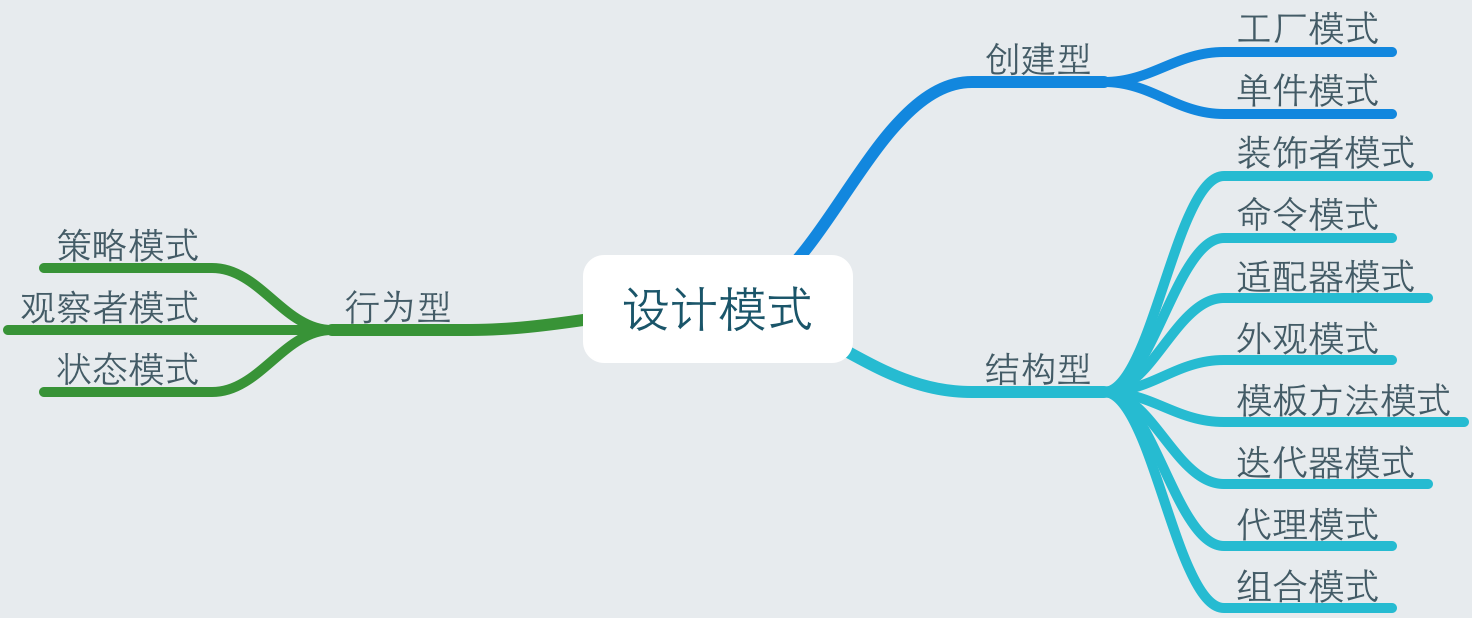 设计模式
创建型
工厂模式
单件模式
结构型
装饰者模式
命令模式
适配器模式
外观模式
模板方法模式
迭代器模式
代理模式
组合模式
行为型
策略模式
观察者模式
状态模式